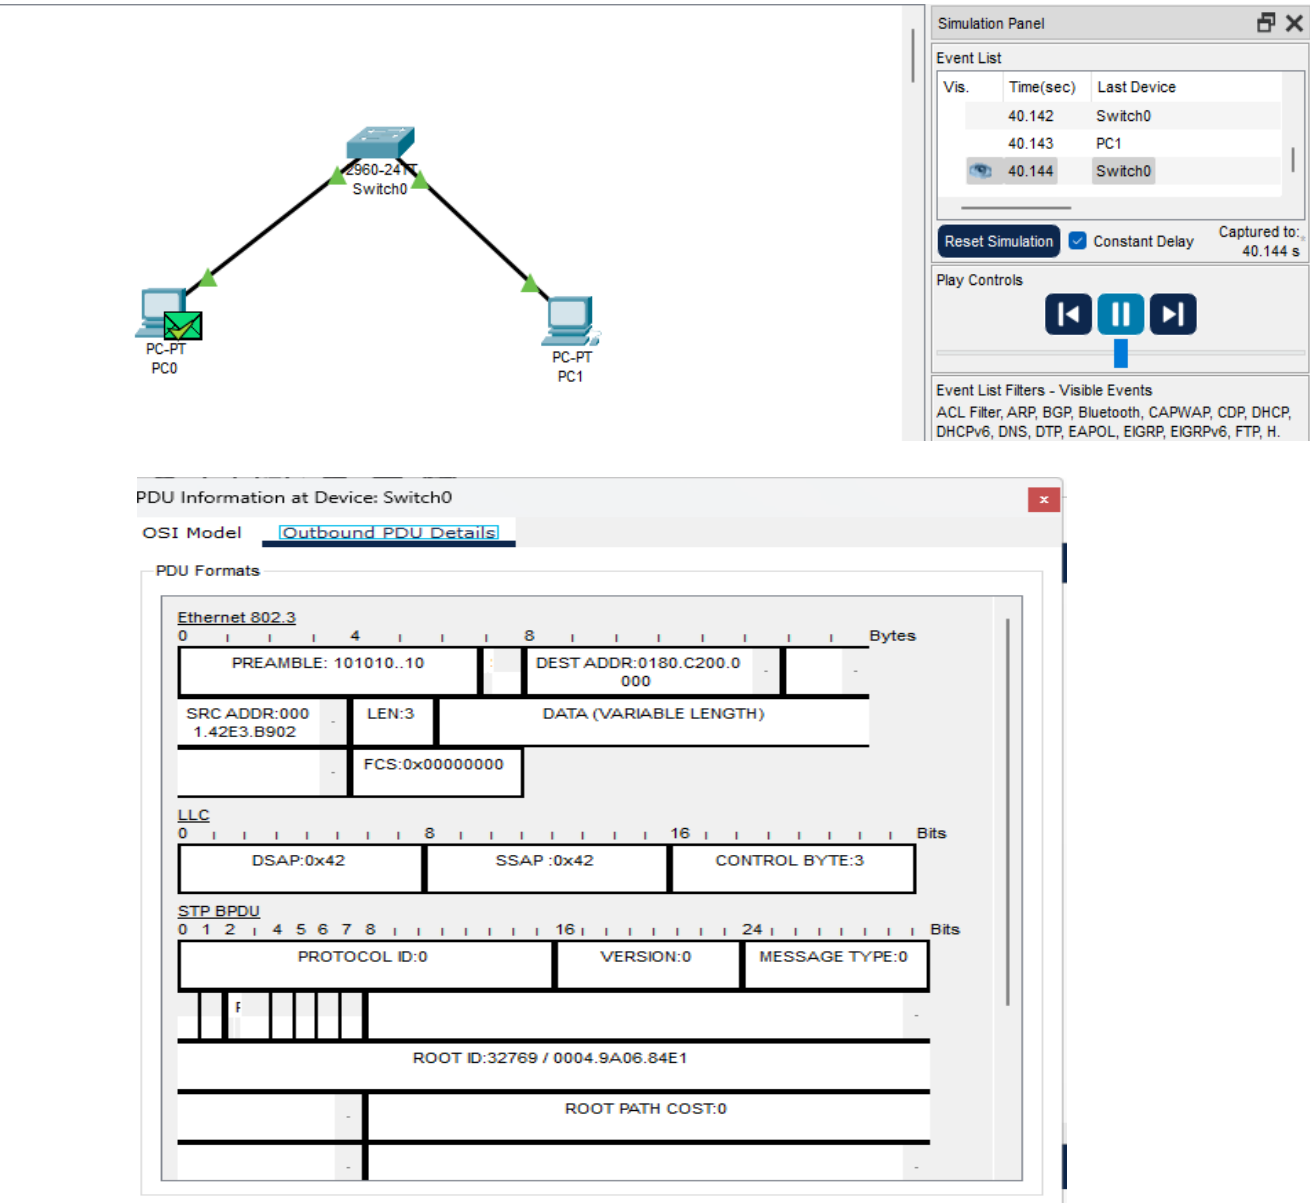 Simulation Panel
Event List
Vis. Time(sec) Last Device
40.142 Switch0
40.143 PC1
40.144 Switch0
Reset Simulation Constant Delay Captured to:
40.144 s
Play Controls
Event List Filters - Visible Events
ACL Filter, ARP, BGP, Bluetooth, CAPWAP, CDP, DHCP,
DHCPv6, DNS, DTP, EAPOL, EIGRP, EIGRPv6, FTP, H.
2960-24TT
Switch0
PC-PT
PC0
PC-PT
PC1
PDU Information at Device: Switch0
OSI Model Outbound PDU Details
PDU Formats
Ethernet 802.3
0 4 8 Bytes
PREAMBLE: 101010..10 DEST ADDR:0180.C200.0
000
SRC ADDR:000 LEN:3 DATA (VARIABLE LENGTH)
1.42E3.B902
FCS:0x00000000
LLC
0 8 16 Bits
DSAP:0x42 SSAP :0x42 CONTROL BYTE:3
STP BPDU
0 1 2 4 5 6 7 8 16 24 Bits
PROTOCOL ID:0 VERSION:0 MESSAGE TYPE:0
ROOT ID:32769 / 0004.9A06.84E1
ROOT PATH COST:0